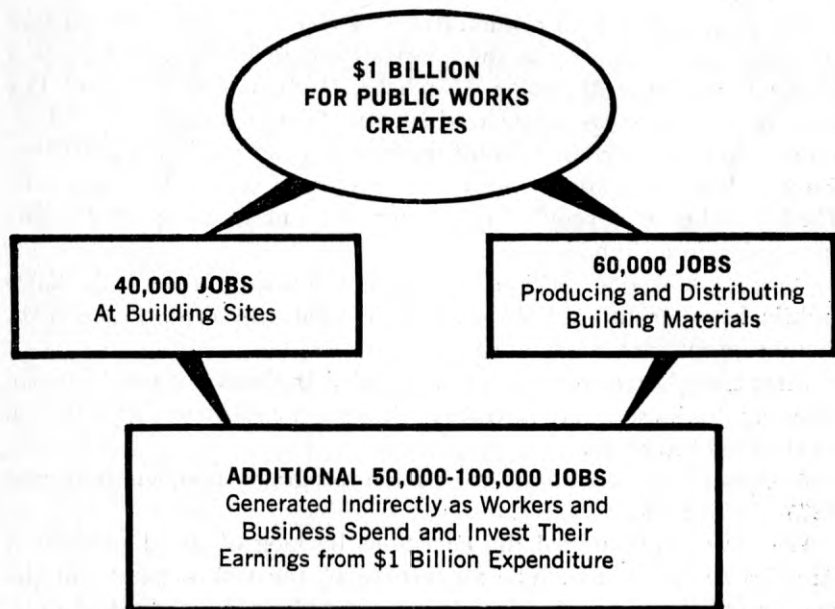 $1 BILLION
FOR PUBLIC WORKS
CREATES
40,000 JOBS
At Building Sites
60,000 JOBS
Producing and Distributing
Building Materials
ADDITIONAL 50,000-100,000 JOBS
Generated Indirectly as Workers and
Business Spend and Invest Their
Earnings from $1 Billion Expenditure